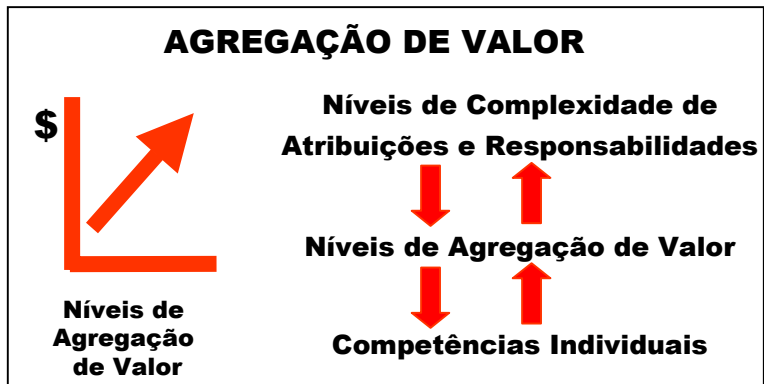 AGREGAÇÃO DE VALOR
$
Níveis de
Agregação
de Valor
Níveis de Complexidade de
Atribuições e Responsabilidades
Níveis de Agregação de Valor
Competências Individuais